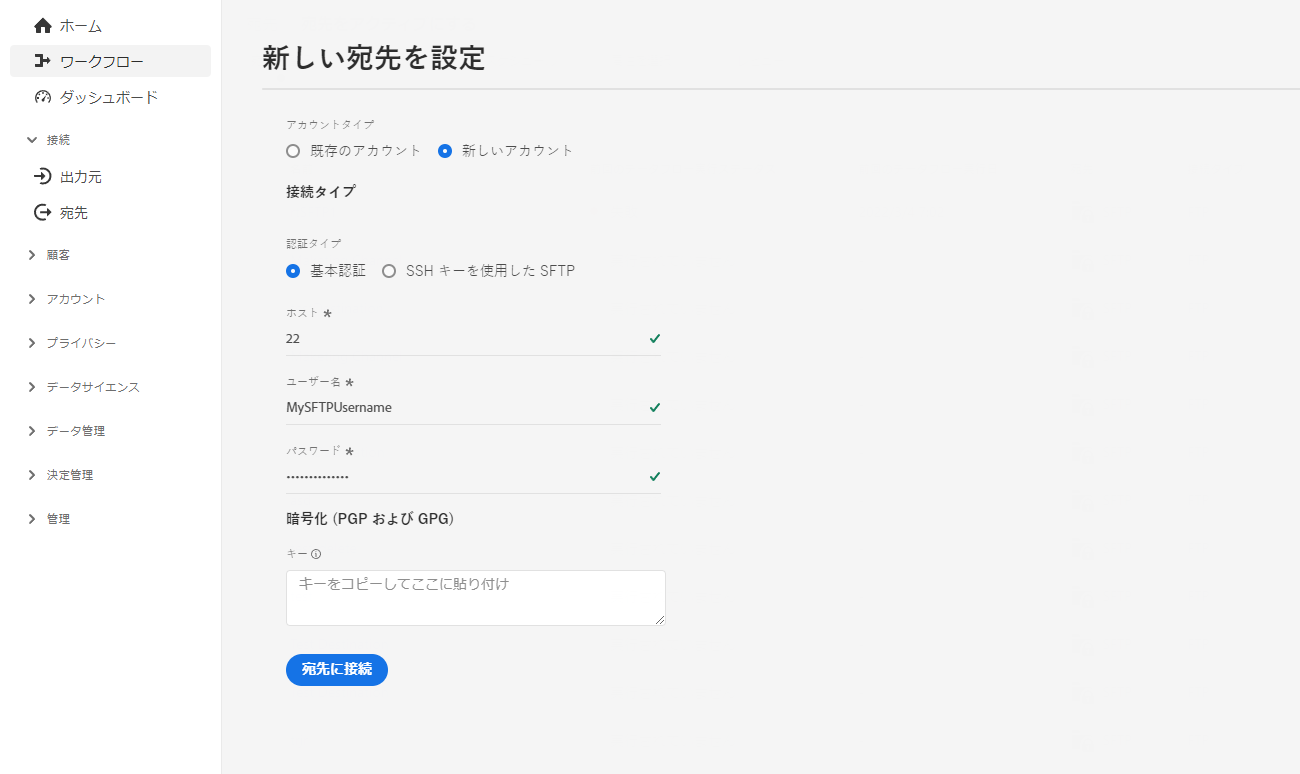 ホーム
ワークフロー
ダッシュボード
接続
出力元
宛先
顧客
アカウント
プライバシー
データサイエンス
データ管理
決定管理
管理
新しい宛先を設定
アカウントタイプ
既存のアカウント 新しいアカウント
接続タイプ
認証タイプ
基本認証 SSH キーを使用した SFTP
ホスト *
22
ユーザー名 *
MySFTPUsername
パスワード *
••••••••••••••
暗号化 (PGP および GPG)
キー
キーをコピーしてここに貼り付け
宛先に接続